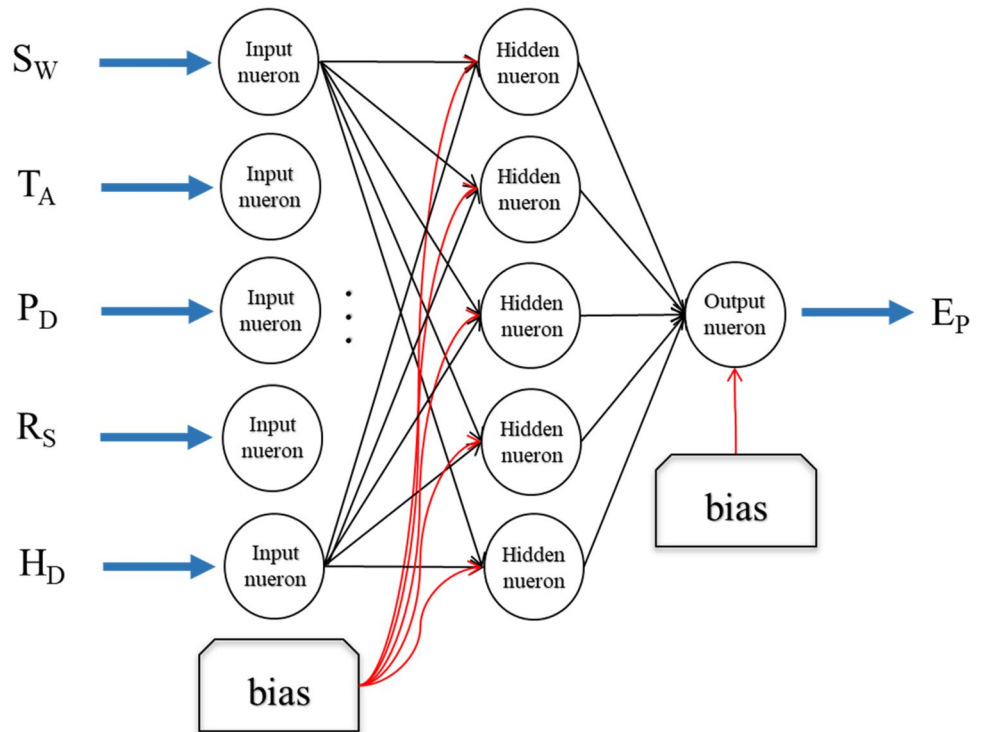 S_W
Input
nueron
Hidden
nueron
T_A
Input
nueron
Hidden
nueron
P_D
Input
nueron
Hidden
nueron
Output
nueron
E_P
R_S
Input
nueron
Hidden
nueron
bias
H_D
Input
nueron
Hidden
nueron
bias